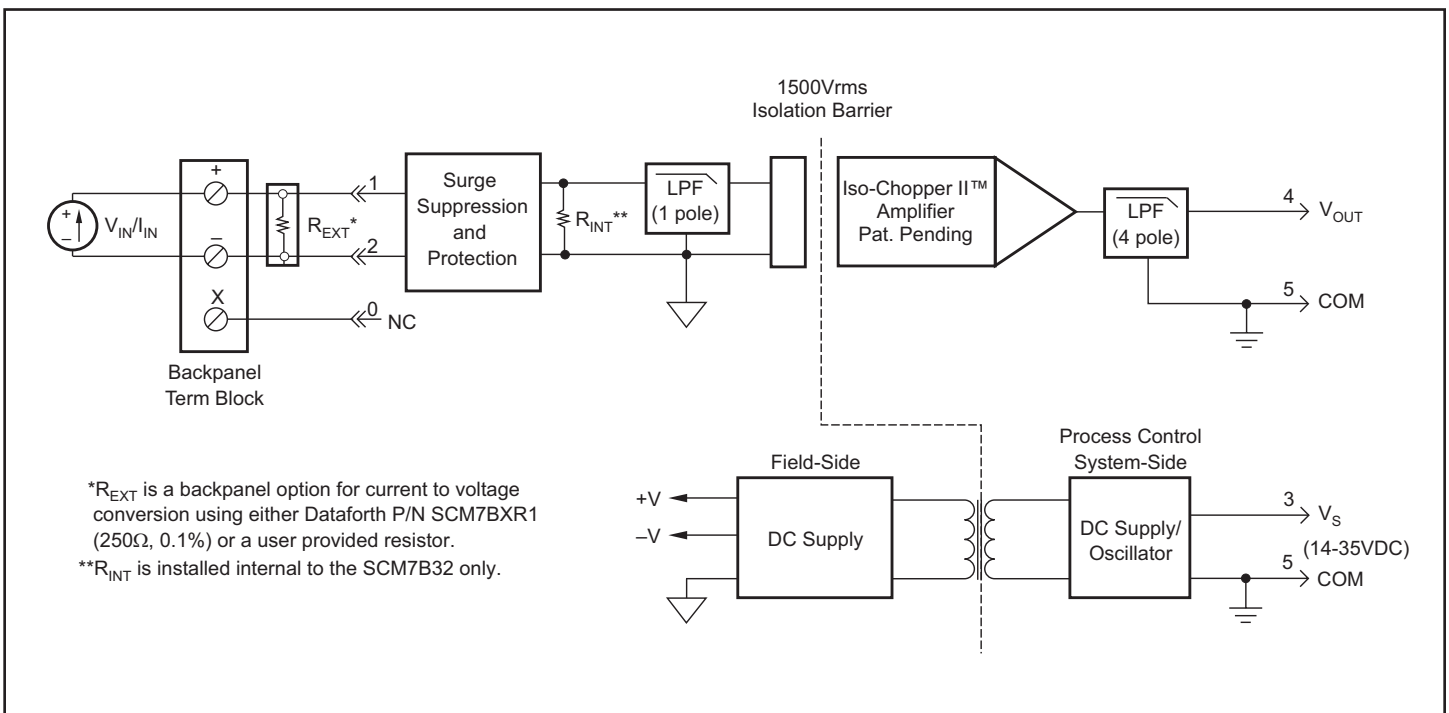 1500Vrms
Isolation Barrier
+
–
X
+
–
V_IN/I_IN
R_EXT*
1
2
0
NC
Surge
Suppression
and
Protection
R_INT**
LPF
(1 pole)
Iso-Chopper II™
Amplifier
Pat. Pending
LPF
(4 pole)
4
V_OUT
5
COM
Backpanel
Term Block
*R_EXT is a backpanel option for current to voltage
conversion using either Dataforth P/N SCM7BXR1
(250Ω, 0.1%) or a user provided resistor.
**R_INT is installed internal to the SCM7B32 only.
Field-Side
+V
–V
DC Supply
Process Control
System-Side
DC Supply/
Oscillator
3
V_S
(14-35VDC)
5
COM